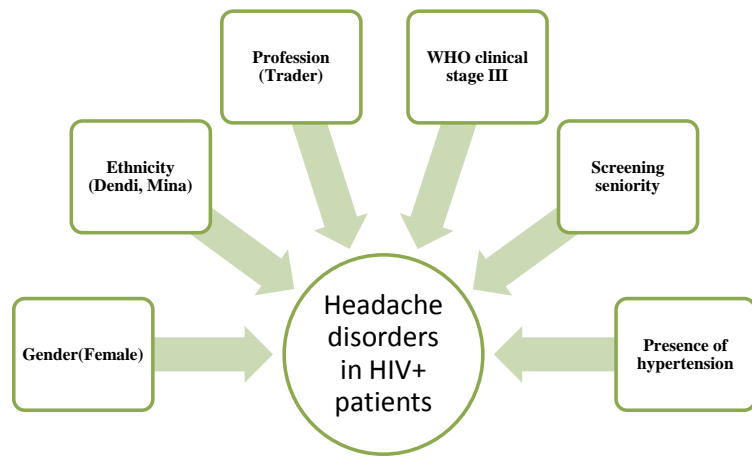 Profession
(Trader)
WHO clinical
stage III
Ethnicity
(Dendi, Mina)
Screening
seniority
Gender(Female)
Headache
disorders
in HIV+
patients
Presence of
hypertension